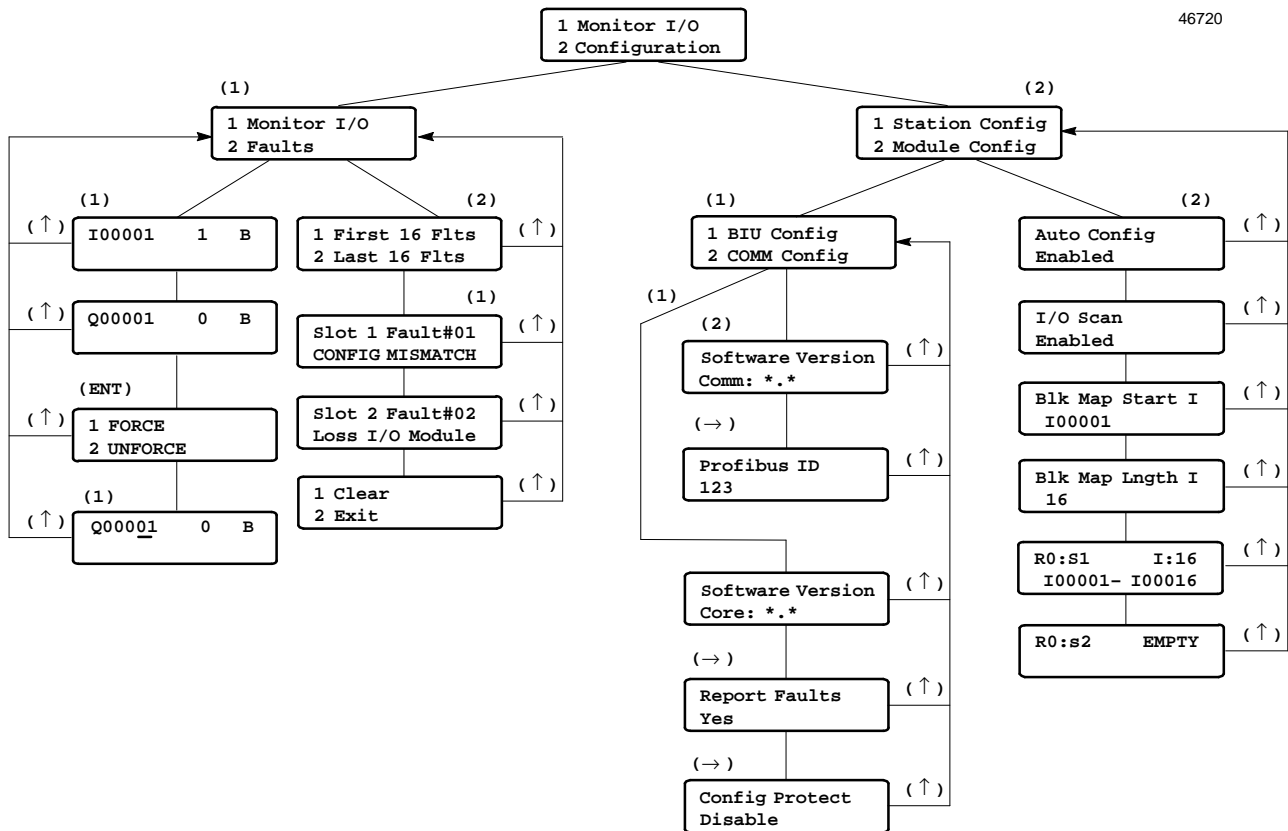 46720
1 Monitor I/O
2 Configuration
(1)
1 Monitor I/O
2 Faults
(1)
(↑)
I00001 1 B
(↑)
Q00001 0 B
(ENT)
(↑)
1 FORCE
2 UNFORCE
(1)
(↑)
Q00001 0 B
(2)
1 First 16 Flts
2 Last 16 Flts
(↑)
(1)
Slot 1 Fault#01
CONFIG MISMATCH
(↑)
Slot 2 Fault#02
Loss I/O Module
(↑)
1 Clear
2 Exit
(↑)
(2)
1 Station Config
2 Module Config
(1)
1 BIU Config
2 COMM Config
(↑)
(1)
(2)
Software Version
Comm: *.*
(↑)
(→)
Profibus ID
123
(↑)
Software Version
Core: *.*
(↑)
(→)
Report Faults
Yes
(↑)
(→)
Config Protect
Disable
(↑)
(2)
Auto Config
Enabled
(↑)
I/O Scan
Enabled
(↑)
Blk Map Start I
I00001
(↑)
Blk Map Lngth I
16
(↑)
R0:S1 I:16
I00001– I00016
(↑)
R0:s2 EMPTY
(↑)